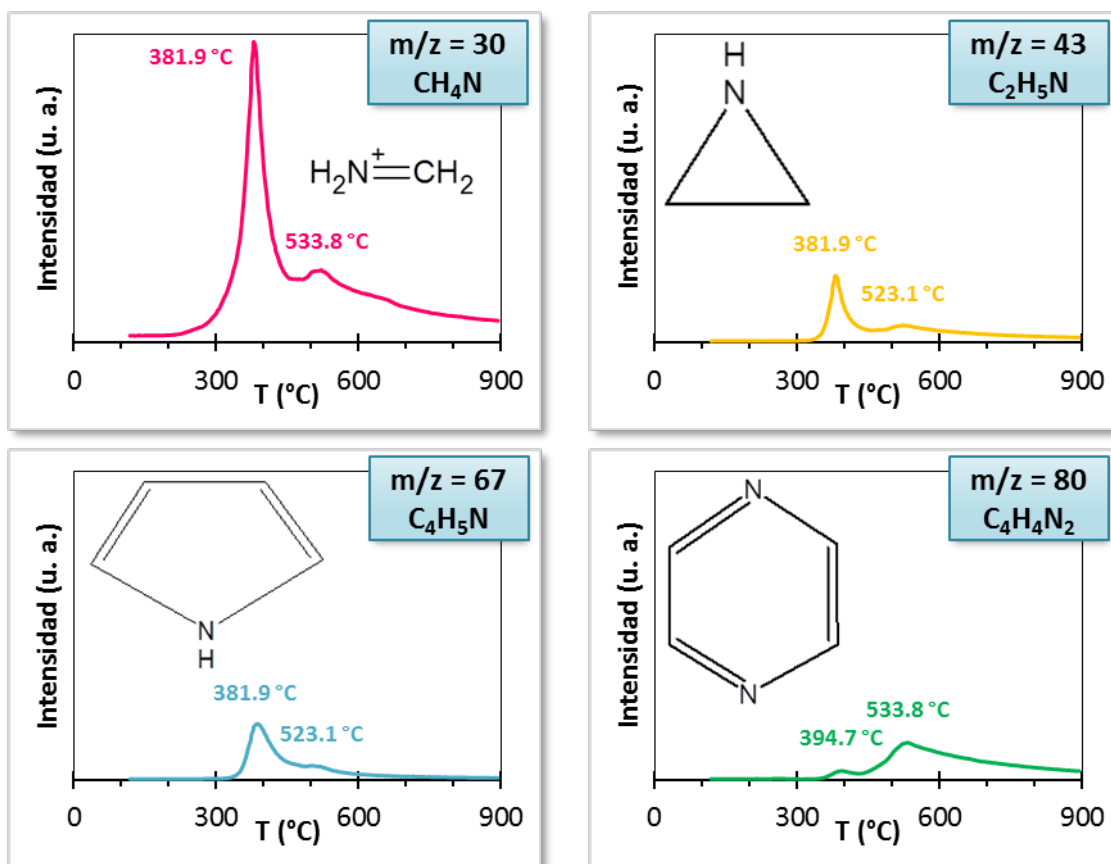 m/z = 30
CH₄N
381.9 °C
533.8 °C
H₂N⁺=CH₂
Intensidad (u. a.)
0
300
600
900
T (°C)
m/z = 43
C₂H₅N
H
N
381.9 °C
523.1 °C
Intensidad (u. a.)
0
300
600
900
T (°C)
m/z = 67
C₄H₅N
N
H
381.9 °C
523.1 °C
Intensidad (u. a.)
0
300
600
900
T (°C)
m/z = 80
C₄H₄N₂
N
N
533.8 °C
394.7 °C
Intensidad (u. a.)
0
300
600
900
T (°C)